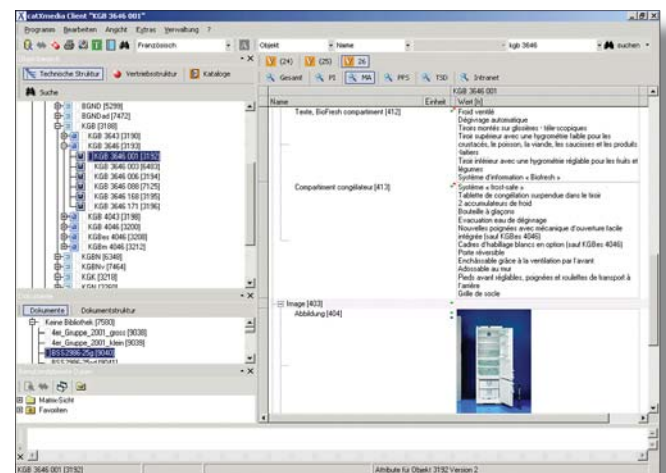 catXmedia Client "KGB 3646 001"
Programm Bearbeiten Ansicht Extras Verwaltung ?
Französisch Objekt Name kgb 3646 suchen
(24) (25) 26
Technische Struktur Vertriebsstruktur Kataloge
Gesamt PI MA PPS TSD Intranet
Suche
BGND [5299]
BGNDad [7472]
KGB [3188]
KGB 3643 [3190]
KGB 3646 [3193]
KGB 3646 001 [3192]
KGB 3646 003 [6483]
KGB 3646 006 [3194]
KGB 3646 088 [7125]
KGB 3646 168 [3195]
KGB 3646 171 [3196]
KGB 4043 [3198]
KGB 4046 [3200]
KGBes 4046 [3208]
KGBm 4046 [3212]
KGBN [6348]
KGBNv [7464]
KGK [3218]
Dokumente Dokumentstruktur
Keine Bibliothek [7580]
4er_Gruppe_2001_gross [9038]
4er_Gruppe_2001_klein [9039]
BSS2986-25g [9040]
Matrix-Sicht
Favoriten
KGB 3646 001
Name Einheit Wert [h]
Texte, BioFresh compartment [412]
Froid ventilé
Dégivrage automatique
Tiroirs montés sur glissières - téle-scopiques
Tiroir supérieur avec une hygrométrie faible pour les
crustacés, le poisson, la viande, les saucisses et les produits
-laitiers
Tiroir inférieur avec une hygrométrie réglable pour les fruits et
légumes
Système d'information « Biofresh »
Compartiment congélateur [413]
Système « frost-safe »
Tablette de congélation suspendue dans le tiroir
2 accumulateurs de froid
Bouteille à glaçons
Evacuation eau de dégivrage
Nouvelles poignées avec mécanique d'ouverture facile
intégrée (sauf KGBes 4046)
Cadres d'habillage blancs en option (sauf KGBes 4046)
Porte réversible
Enchâssable grâce à la ventilation par l'avant
Adossable au mur
Pieds avant réglables, poignées et roulettes de transport à
l'arrière
Grille de socle
Image [403]
Abbildung [404]
KGB 3646 001 [3192]
Attribute für Objekt 3192 Version 2